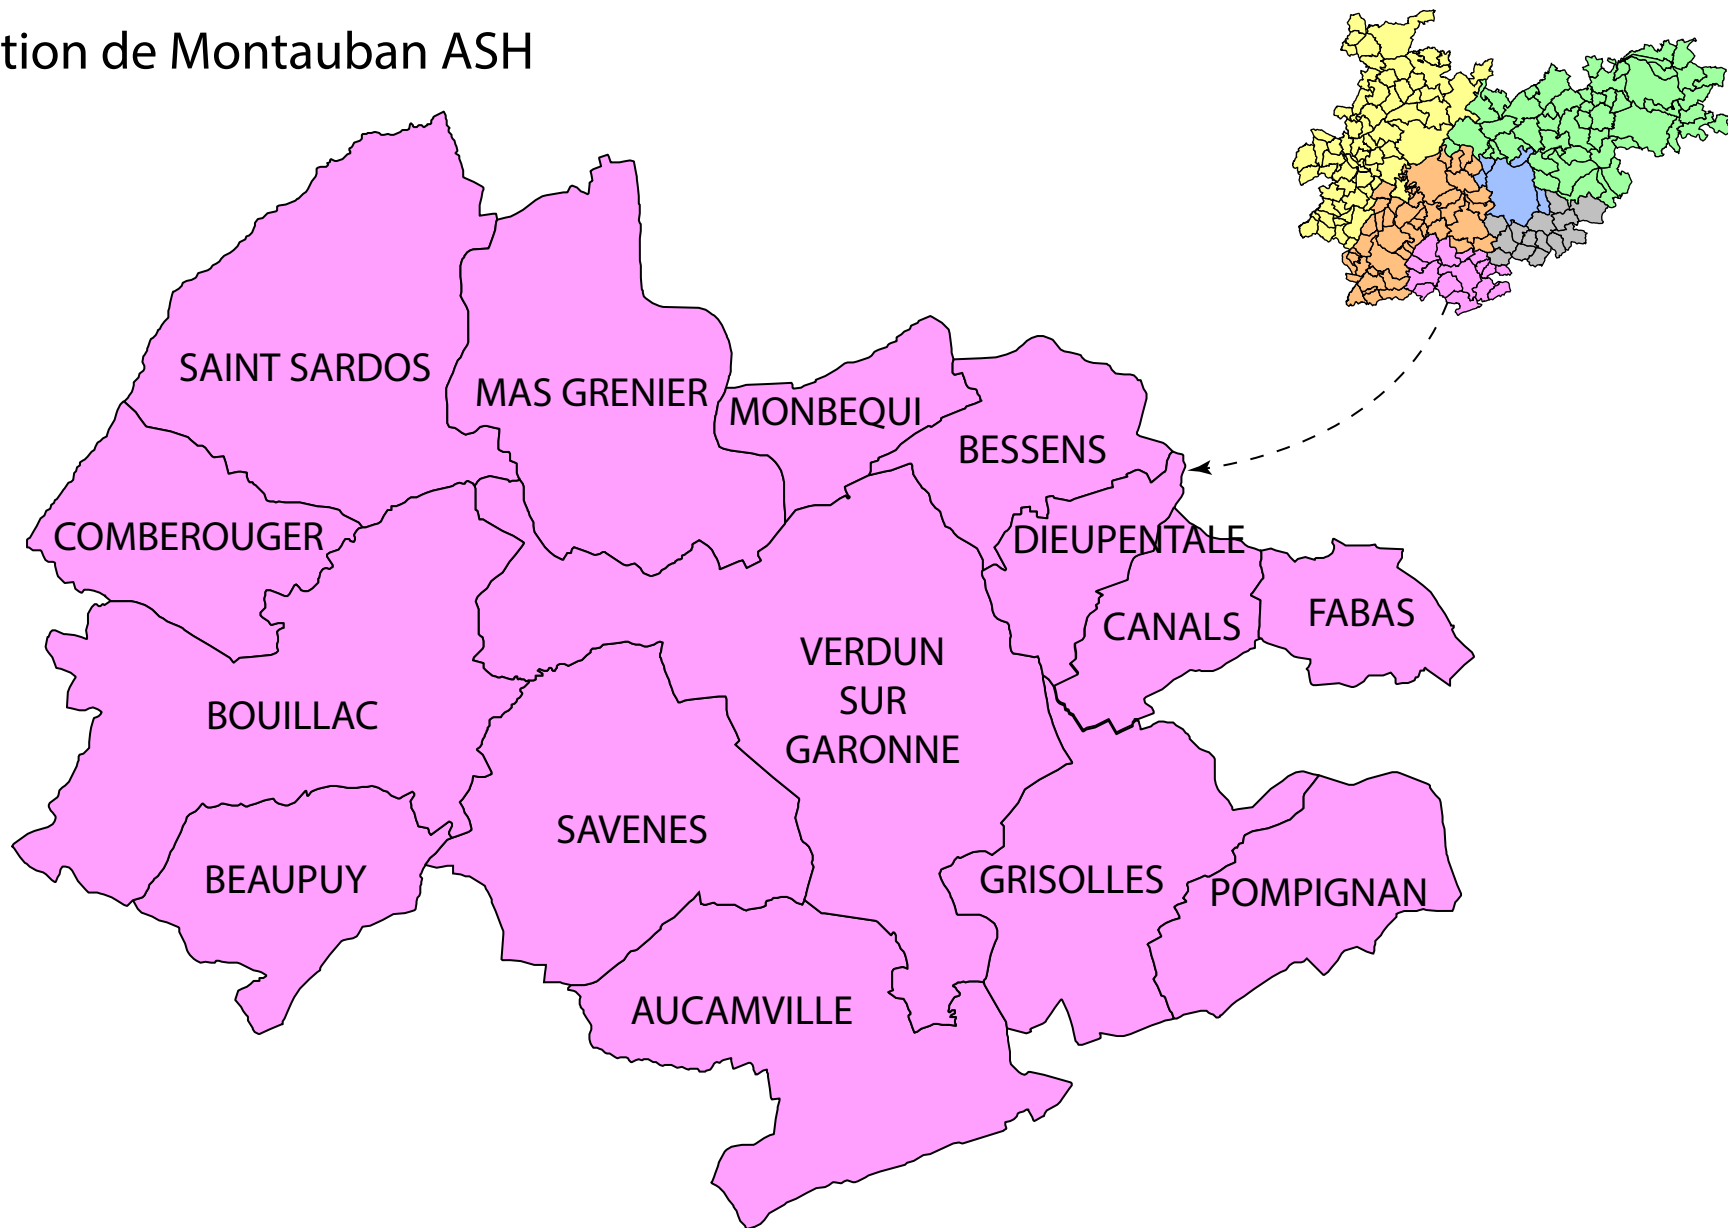 tion de Montauban ASH
SAINT SARDOS
MAS GRENIER
MONBEQUI
BESSENS
COMBEROUGER
DIEUPENTALE
CANALS
FABAS
VERDUN
SUR
GARONNE
BOUILLAC
SAVENES
BEAUPUY
GRISOLLES
POMPIGNAN
AUCAMVILLE